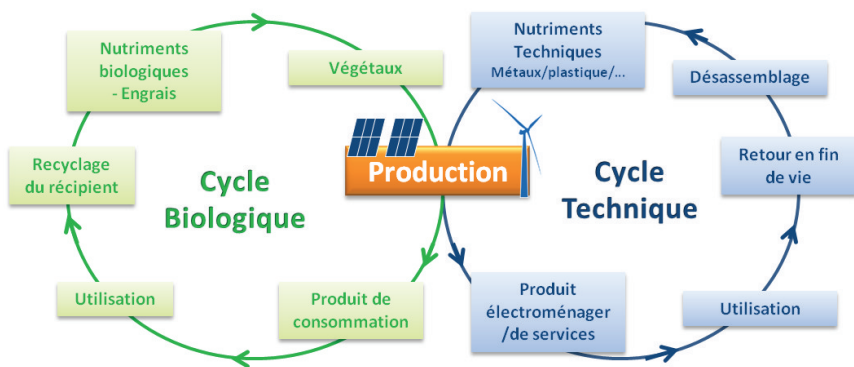 Nutriments
biologiques
- Engrais
Végétaux
Recyclage
du récipient
Cycle
Biologique
Utilisation
Produit de
consommation
Production
Nutriments
Techniques
Métaux/plastique/...
Désassemblage
Retour en fin
de vie
Cycle
Technique
Produit
électroménager
/de services
Utilisation